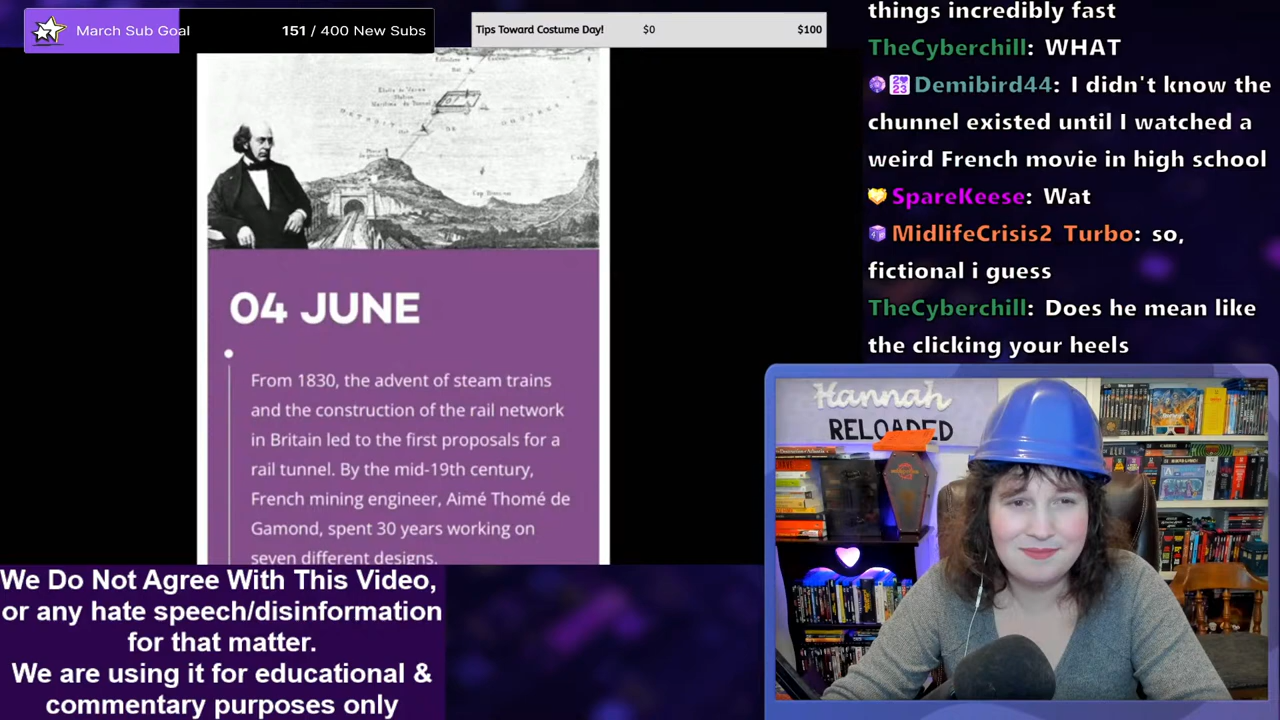 March Sub Goal
151 / 400 New Subs
Tips Toward Costume Day!
$0
$100
04 JUNE
From 1830, the advent of steam trains
and the construction of the rail network
in Britain led to the first proposals for a
rail tunnel. By the mid-19th century,
French mining engineer, Aimé Thomé de
Gamond, spent 30 years working on
seven different designs.
We Do Not Agree With This Video,
or any hate speech/disinformation
for that matter.
We are using it for educational &
commentary purposes only
things incredibly fast
TheCyberchill: WHAT
Demibird44: I didn't know the
chunnel existed until I watched a
weird French movie in high school
SpareKeese: Wat
MidlifeCrisis2 Turbo: so,
fictional i guess
TheCyberchill: Does he mean like
the clicking your heels
Hannah
RELOADED